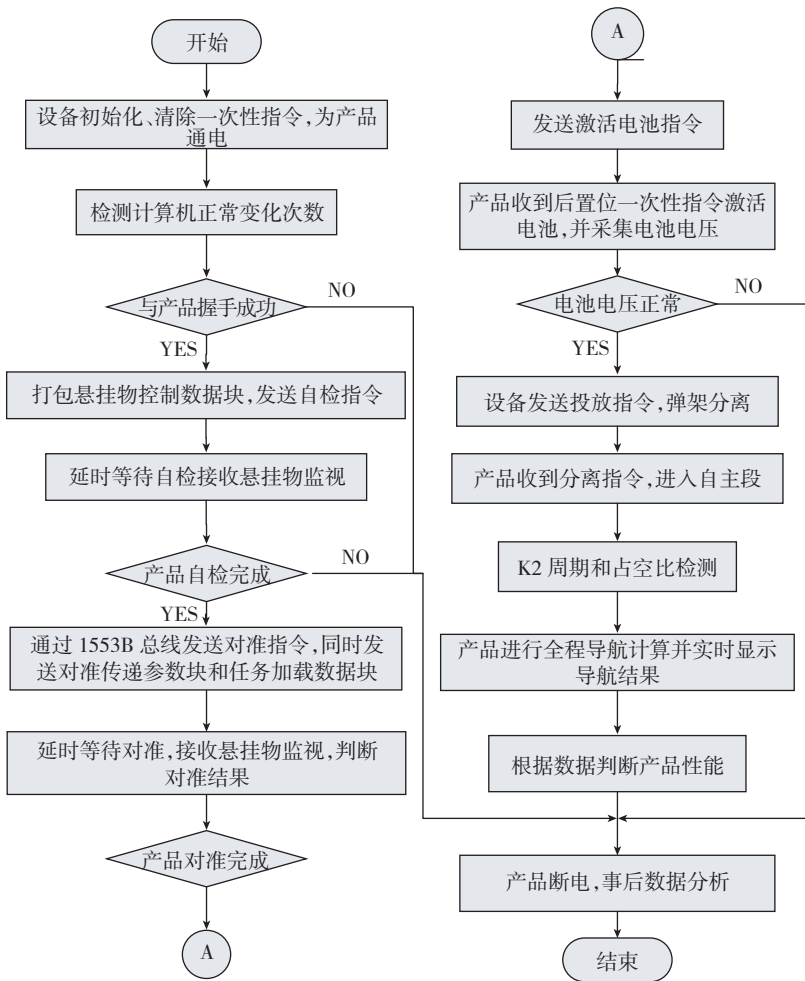 开始
设备初始化、清除一次性指令,为产品
通电
检测计算机正常变化次数
与产品握手成功
NO
YES
打包悬挂物控制数据块,发送自检指令
延时等待自检接收悬挂物监视
产品自检完成
NO
YES
通过 1553B 总线发送对准指令,同时发
送对准传递参数块和任务加载数据块
延时等待对准,接收悬挂物监视,判断
对准结果
产品对准完成
A
A
发送激活电池指令
产品收到后置位一次性指令激活
电池,并采集电池电压
电池电压正常
NO
YES
设备发送投放指令,弹架分离
产品收到分离指令,进入自主段
K2 周期和占空比检测
产品进行全程导航计算并实时显示
导航结果
根据数据判断产品性能
产品断电,事后数据分析
结束